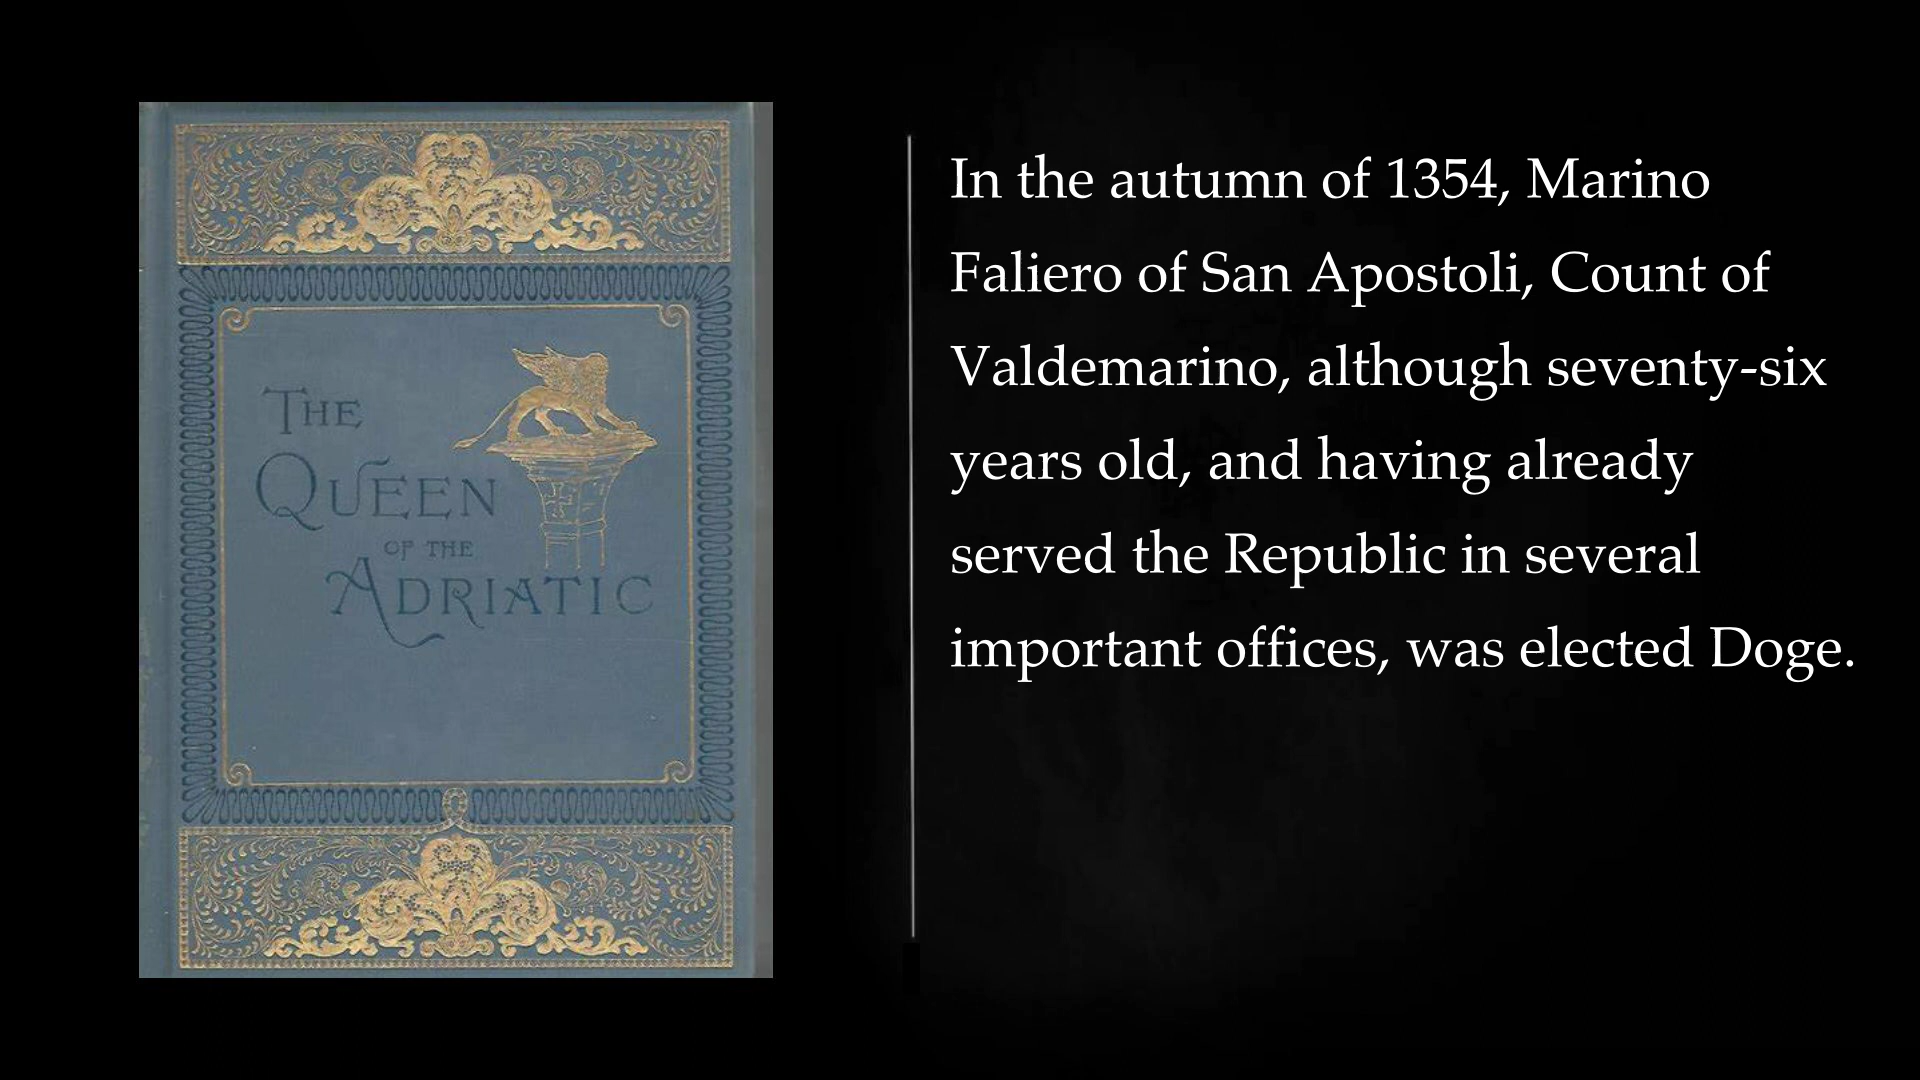 THE
QUEEN
OF THE
ADRIATIC
In the autumn of 1354, Marino
Faliero of San Apostoli, Count of
Valdemarino, although seventy-six
years old, and having already
served the Republic in several
important offices, was elected Doge.